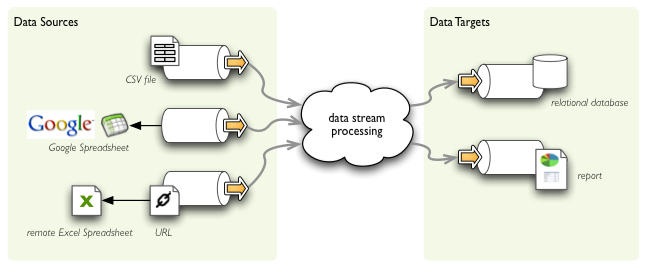 Data Sources
Data Targets
CSV file
Google
Google Spreadsheet
remote Excel Spreadsheet
X
URL
data stream
processing
relational database
report